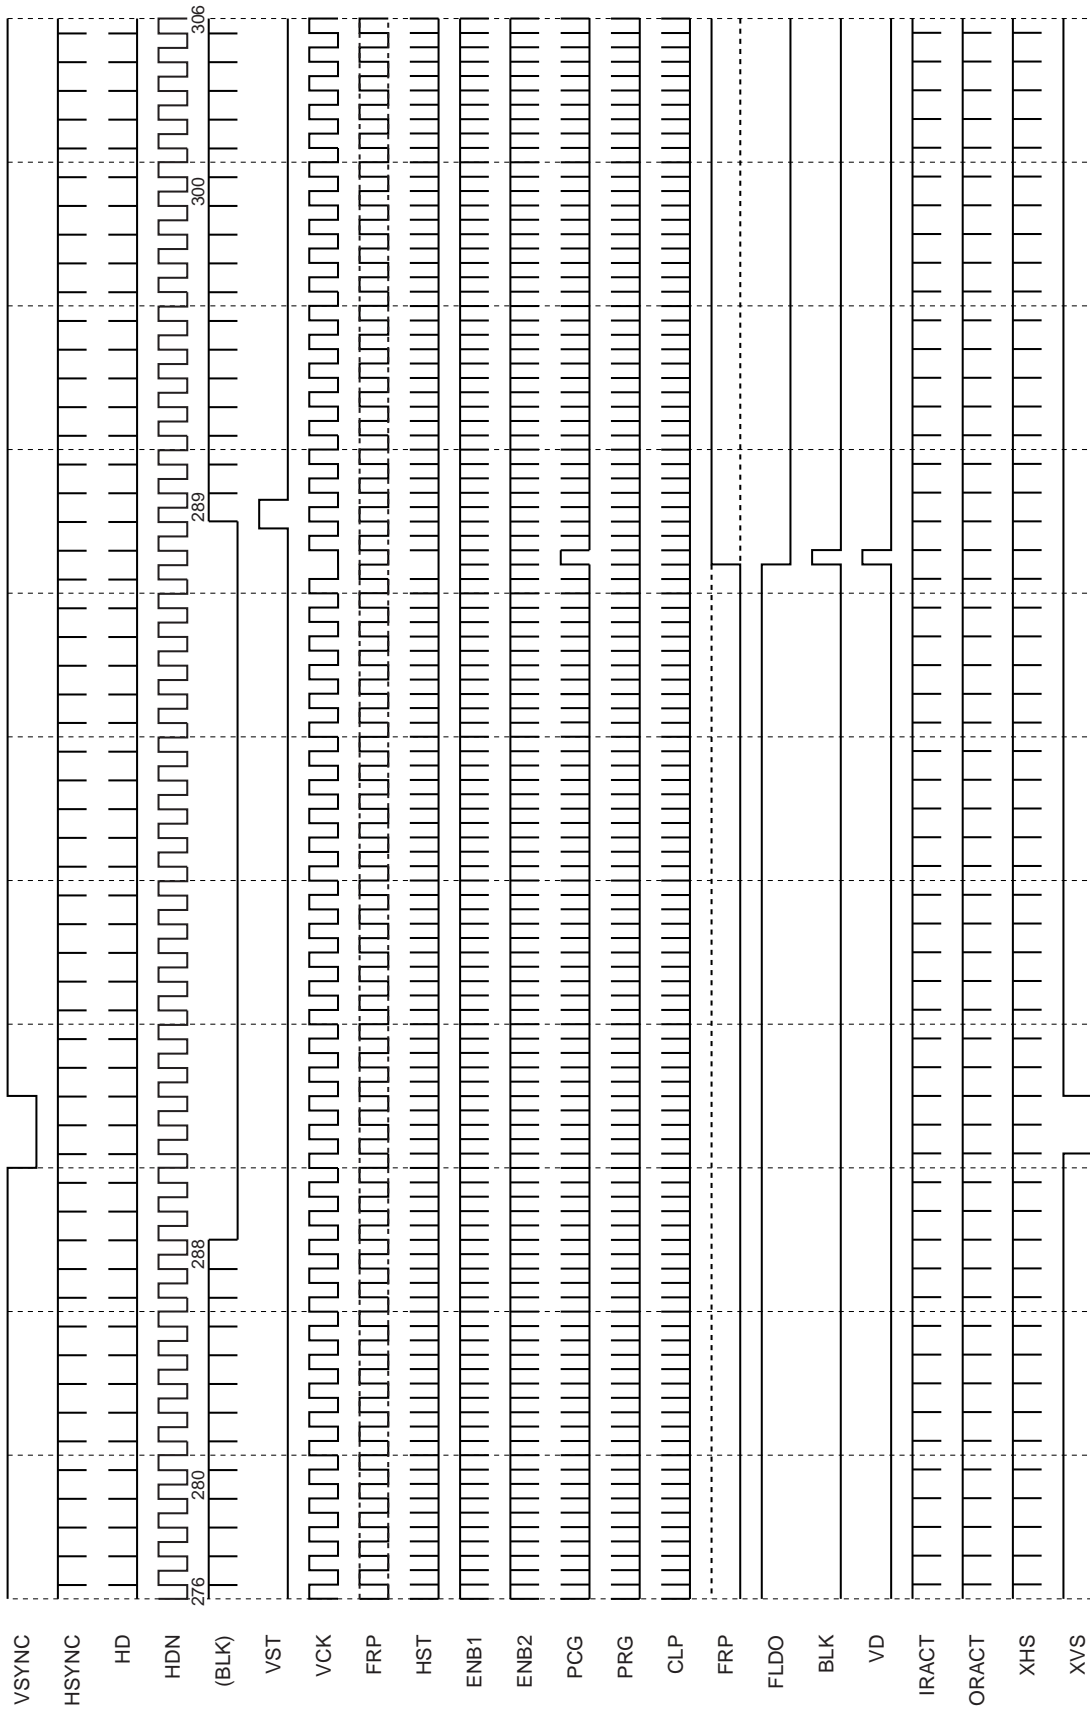 VSYNC
HSYNC
HD
HDN
276 280 288 289 300 306
(BLK)
VST
VCK
FRP
HST
ENB1
ENB2
PCG
PRG
CLP
FRP
FLDO
BLK
VD
IRACT
ORACT
XHS
XVS